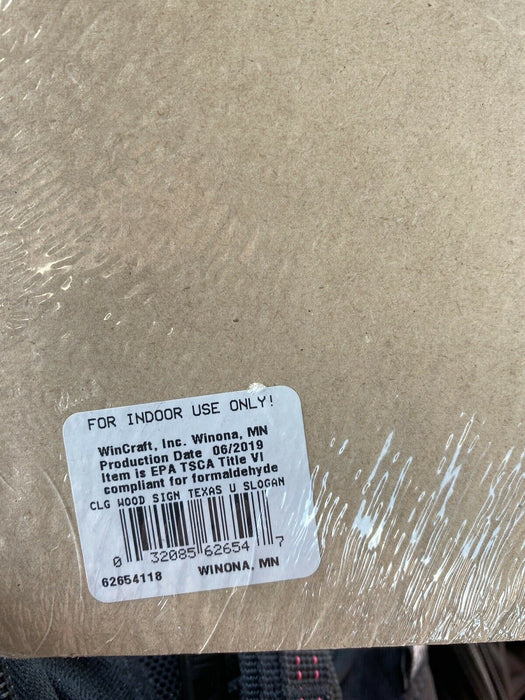 FOR INDOOR USE ONLY!
WinCraft, Inc. Winona, MN
Production Date 06/2019
Item is EPA TSCA Title VI
compliant for formaldehyde
CLG WOOD SIGN TEXAS U SLOGAN
0 32085 62654 7
62654118 WINONA, MN